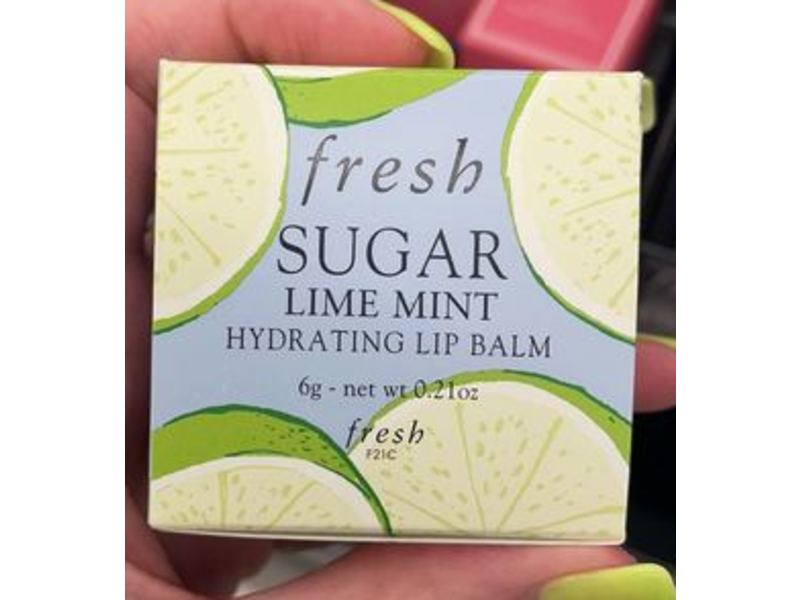 fresh
SUGAR
LIME MINT
HYDRATING LIP BALM
6g - net wt 0.21oz
fresh
F21C